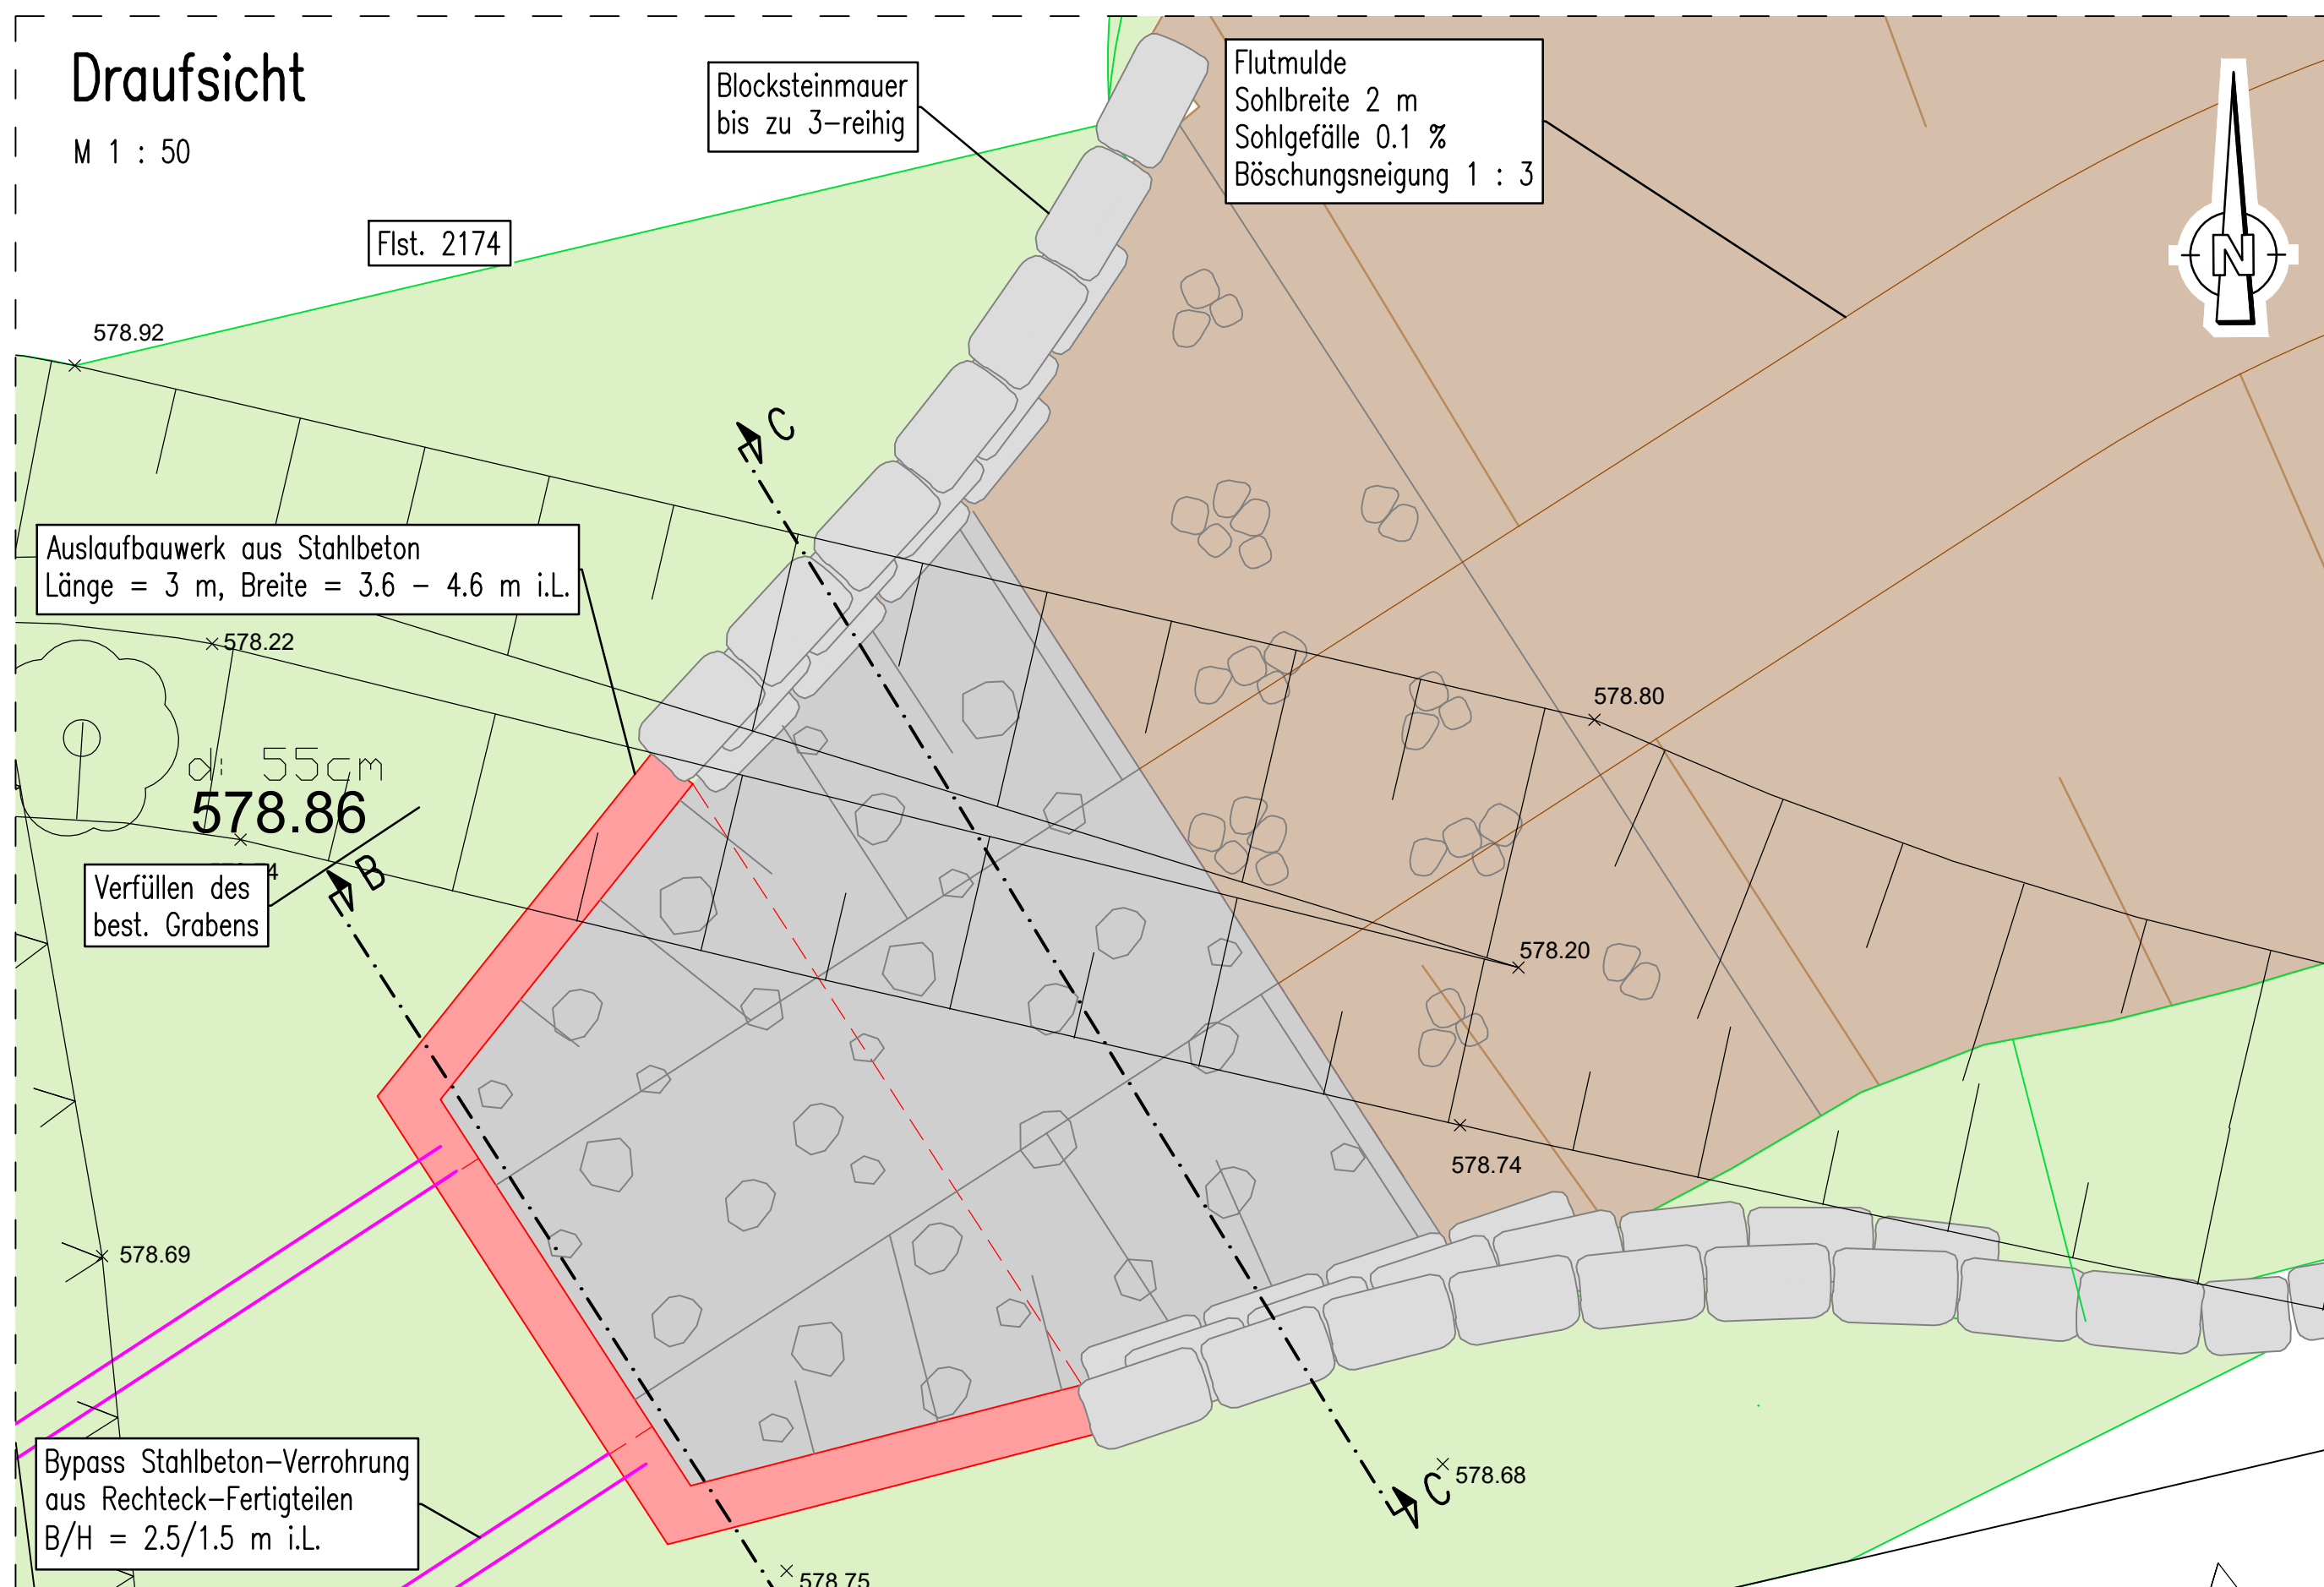 Draufsicht
M 1 : 50
Blocksteinmauer
bis zu 3-reihig
Flutmulde
Sohlbreite 2 m
Sohlgefälle 0.1 %
Böschungsneigung 1 : 3
N
Flst. 2174
578.92
C
Auslaufbauwerk aus Stahlbeton
Länge = 3 m, Breite = 3.6 - 4.6 m i.L.
578.22
578.80
d: 55cm
578.86
B
Verfüllen des
best. Grabens
578.20
578.74
578.69
Bypass Stahlbeton-Verrohrung
aus Rechteck-Fertigteilen
B/H = 2.5/1.5 m i.L.
C
578.68
578.75